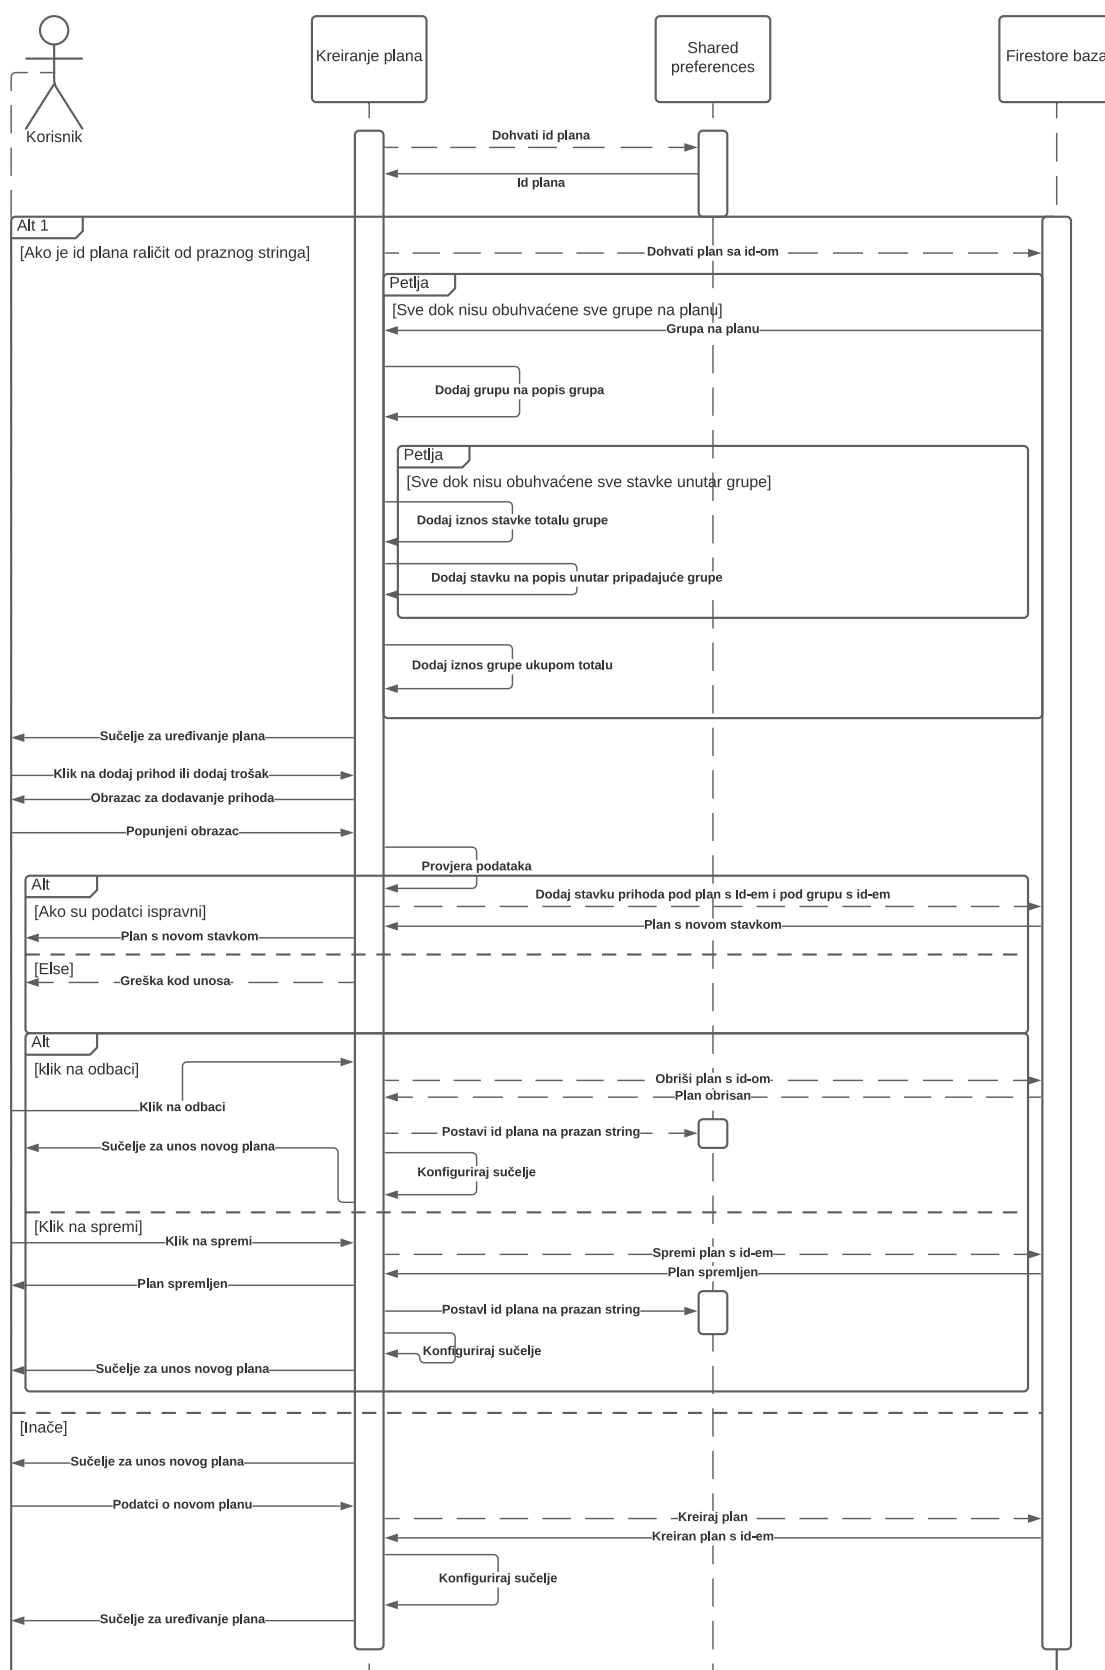 Korisnik
Kreiranje plana
Shared
preferences
Firestore baza
Dohvati id plana
Id plana
Alt 1
[Ako je id plana raličit od praznog stringa]
Dohvati plan sa id-om
Petlja
[Sve dok nisu obuhvaćene sve grupe na planu]
Grupa na planu
Dodaj grupu na popis grupa
Petlja
[Sve dok nisu obuhvaćene sve stavke unutar grupe]
Dodaj iznos stavke totalu grupe
Dodaj stavku na popis unutar pripadajuće grupe
Dodaj iznos grupe ukupom totalu
Sučelje za uređivanje plana
Klik na dodaj prihod ili dodaj trošak
Obrazac za dodavanje prihoda
Popunjeni obrazac
Provjera podataka
Alt
Dodaj stavku prihoda pod plan s Id-em i pod grupu s id-em
[Ako su podatci ispravni]
Plan s novom stavkom
Plan s novom stavkom
[Else]
Greška kod unosa
Alt
[klik na odbaci]
Obriši plan s id-om
Plan obrisan
Klik na odbaci
Postavi id plana na prazan string
Sučelje za unos novog plana
Konfiguriraj sučelje
[Klik na spremi]
Klik na spremi
Spremi plan s id-em
Plan spremljen
Plan spremljen
Postavl id plana na prazan string
Konfiguriraj sučelje
Sučelje za unos novog plana
[Inače]
Sučelje za unos novog plana
Podatci o novom planu
Kreiraj plan
Kreiran plan s id-em
Konfiguriraj sučelje
Sučelje za uređivanje plana